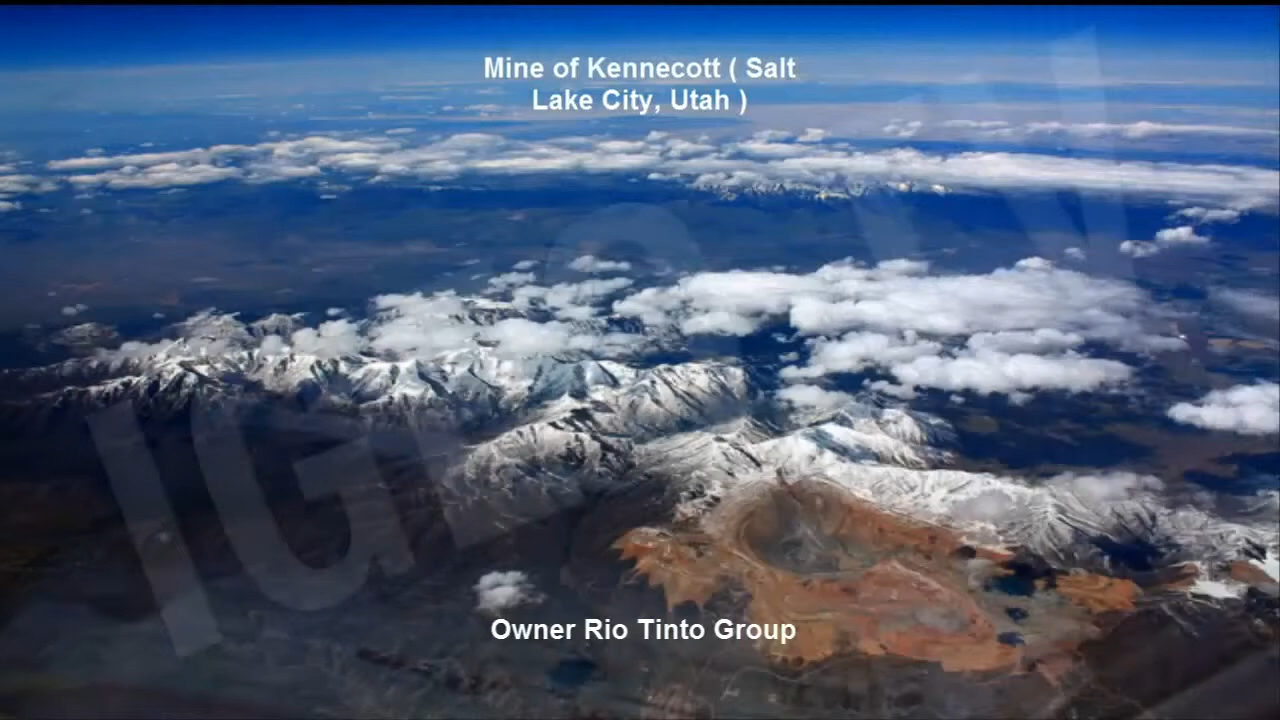 Mine of Kennecott ( Salt
Lake City, Utah )
Owner Rio Tinto Group